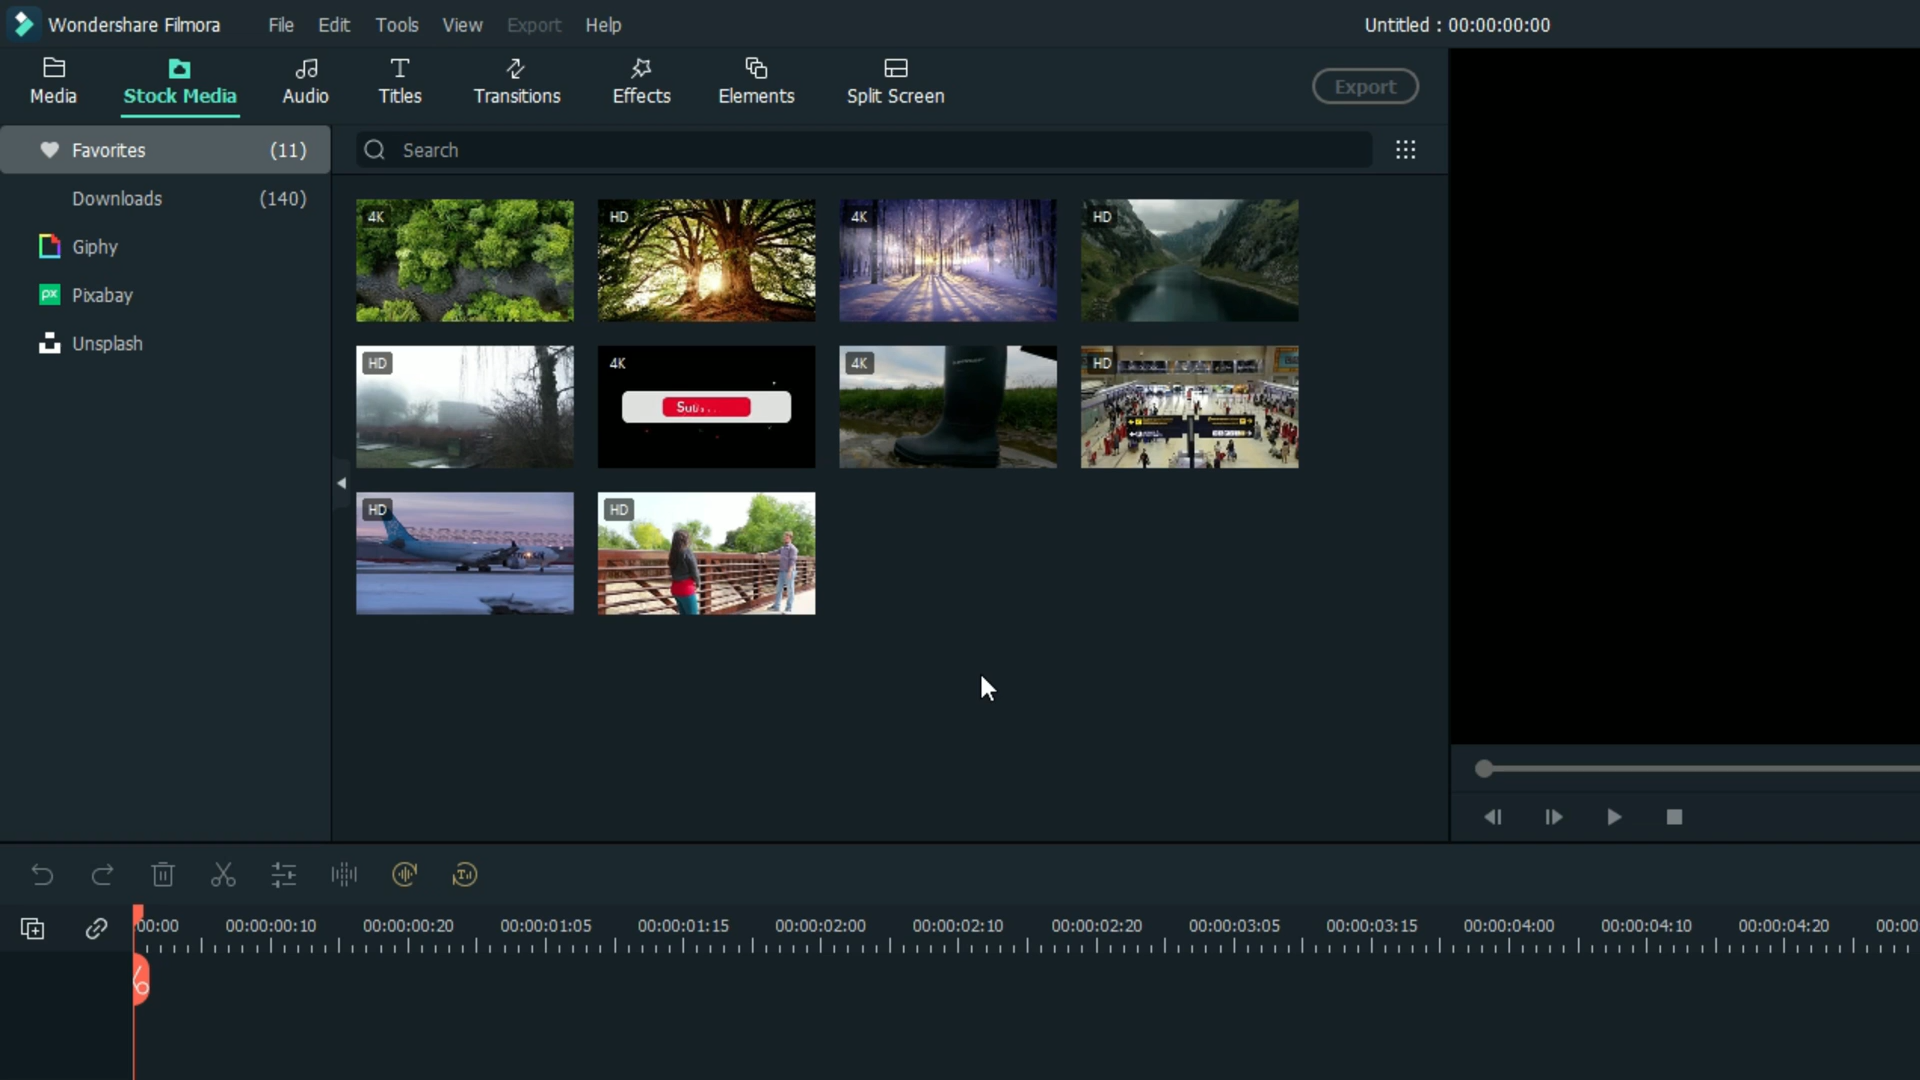 Wondershare Filmora File Edit Tools View Export Help Untitled : 00:00:00:00
Media Stock Media Audio Titles Transitions Effects Elements Split Screen Export
Favorites (11)
Search
Downloads (140)
Giphy
Pixabay
Unsplash
4K HD 4K HD
HD 4K 4K HD
HD HD
00:00 00:00:00:10 00:00:00:20 00:00:01:05 00:00:01:15 00:00:02:00 00:00:02:10 00:00:02:20 00:00:03:05 00:00:03:15 00:00:04:00 00:00:04:10 00:00:04:20 00:00